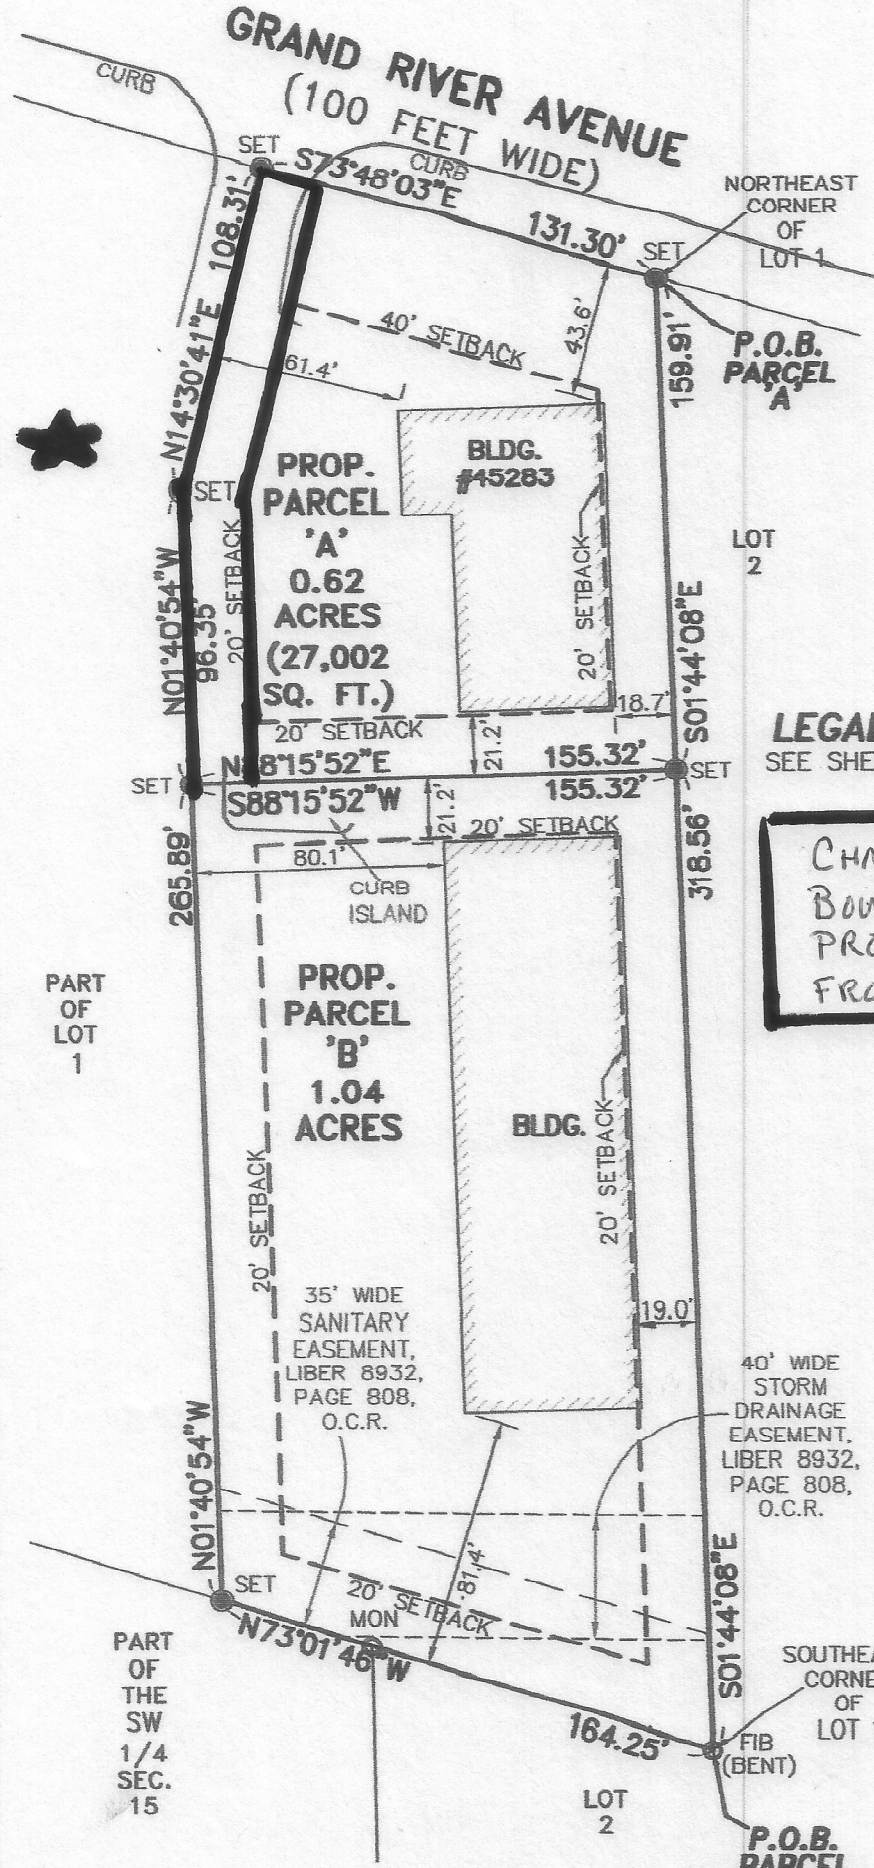 GRAND RIVER AVENUE
(100 FEET WIDE)
CURB
CURB
SET
S73°48'03"E
131.30'
SET
NORTHEAST
CORNER
OF
LOT 1
P.O.B.
PARCEL
'A'
108.31'
N14°30'41"E
40' SETBACK
43.6'
159.91'
61.4'
SET
BLDG.
#45283
PROP.
PARCEL
'A'
0.62
ACRES
(27,002
SQ. FT.)
20' SETBACK
20' SETBACK
LOT
2
N01°40'54"W
96.35'
S01°44'08"E
18.7'
20' SETBACK
21.2'
N88°15'52"E
155.32'
SET
SET
S88°15'52"W
155.32'
LEGAL
SEE SHE
21.2'
20' SETBACK
80.1'
CURB
ISLAND
265.89'
318.56'
BOU
PRO
FRO
PART
OF
LOT
1
PROP.
PARCEL
'B'
1.04
ACRES
BLDG.
20' SETBACK
20' SETBACK
35' WIDE
SANITARY
EASEMENT,
LIBER 8932,
PAGE 808,
O.C.R.
19.0'
40' WIDE
STORM
DRAINAGE
EASEMENT,
LIBER 8932,
PAGE 808,
O.C.R.
N01°40'54"W
S01°44'08"E
81.4'
SET
20' SETBACK
MON
N73°01'46"W
164.25'
PART
OF
THE
SW
1/4
SEC.
15
SOUTHEA
CORNE
OF
LOT
FIB
(BENT)
LOT
2
P.O.B.
PARCEL